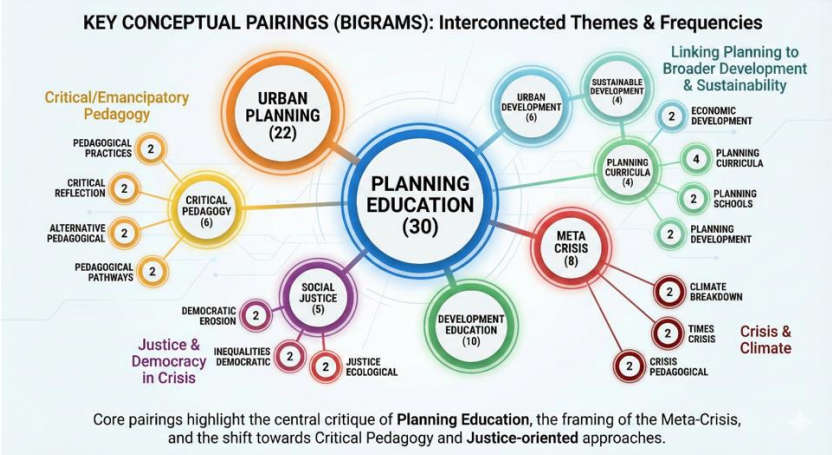 KEY CONCEPTUAL PAIRINGS (BIGRAMS): Interconnected Themes & Frequencies
Critical/Emancipatory
Pedagogy
PEDAGOGICAL
PRACTICES
2
CRITICAL
REFLECTION
2
ALTERNATIVE
PEDAGOGICAL
2
PEDAGOGICAL
PATHWAYS
2
CRITICAL
PEDAGOGY
(6)
URBAN
PLANNING
(22)
PLANNING
EDUCATION
(30)
URBAN
DEVELOPMENT
(6)
SUSTAINABLE
DEVELOPMENT
(4)
Linking Planning to
Broader Development
& Sustainability
PLANNING
CURRICULA
(4)
2
ECONOMIC
DEVELOPMENT
4
PLANNING
CURRICULA
2
PLANNING
SCHOOLS
2
PLANNING
DEVELOPMENT
META
CRISIS
(8)
2
CLIMATE
BREAKDOWN
2
TIMES
CRISIS
2
CRISIS
PEDAGOGICAL
Crisis &
Climate
DEVELOPMENT
EDUCATION
(10)
SOCIAL
JUSTICE
(5)
DEMOCRATIC
EROSION
2
INEQUALITIES
DEMOCRATIC
2
2
JUSTICE
ECOLOGICAL
Justice &
Democracy
in Crisis
Core pairings highlight the central critique of Planning Education, the framing of the Meta-Crisis,
and the shift towards Critical Pedagogy and Justice-oriented approaches.